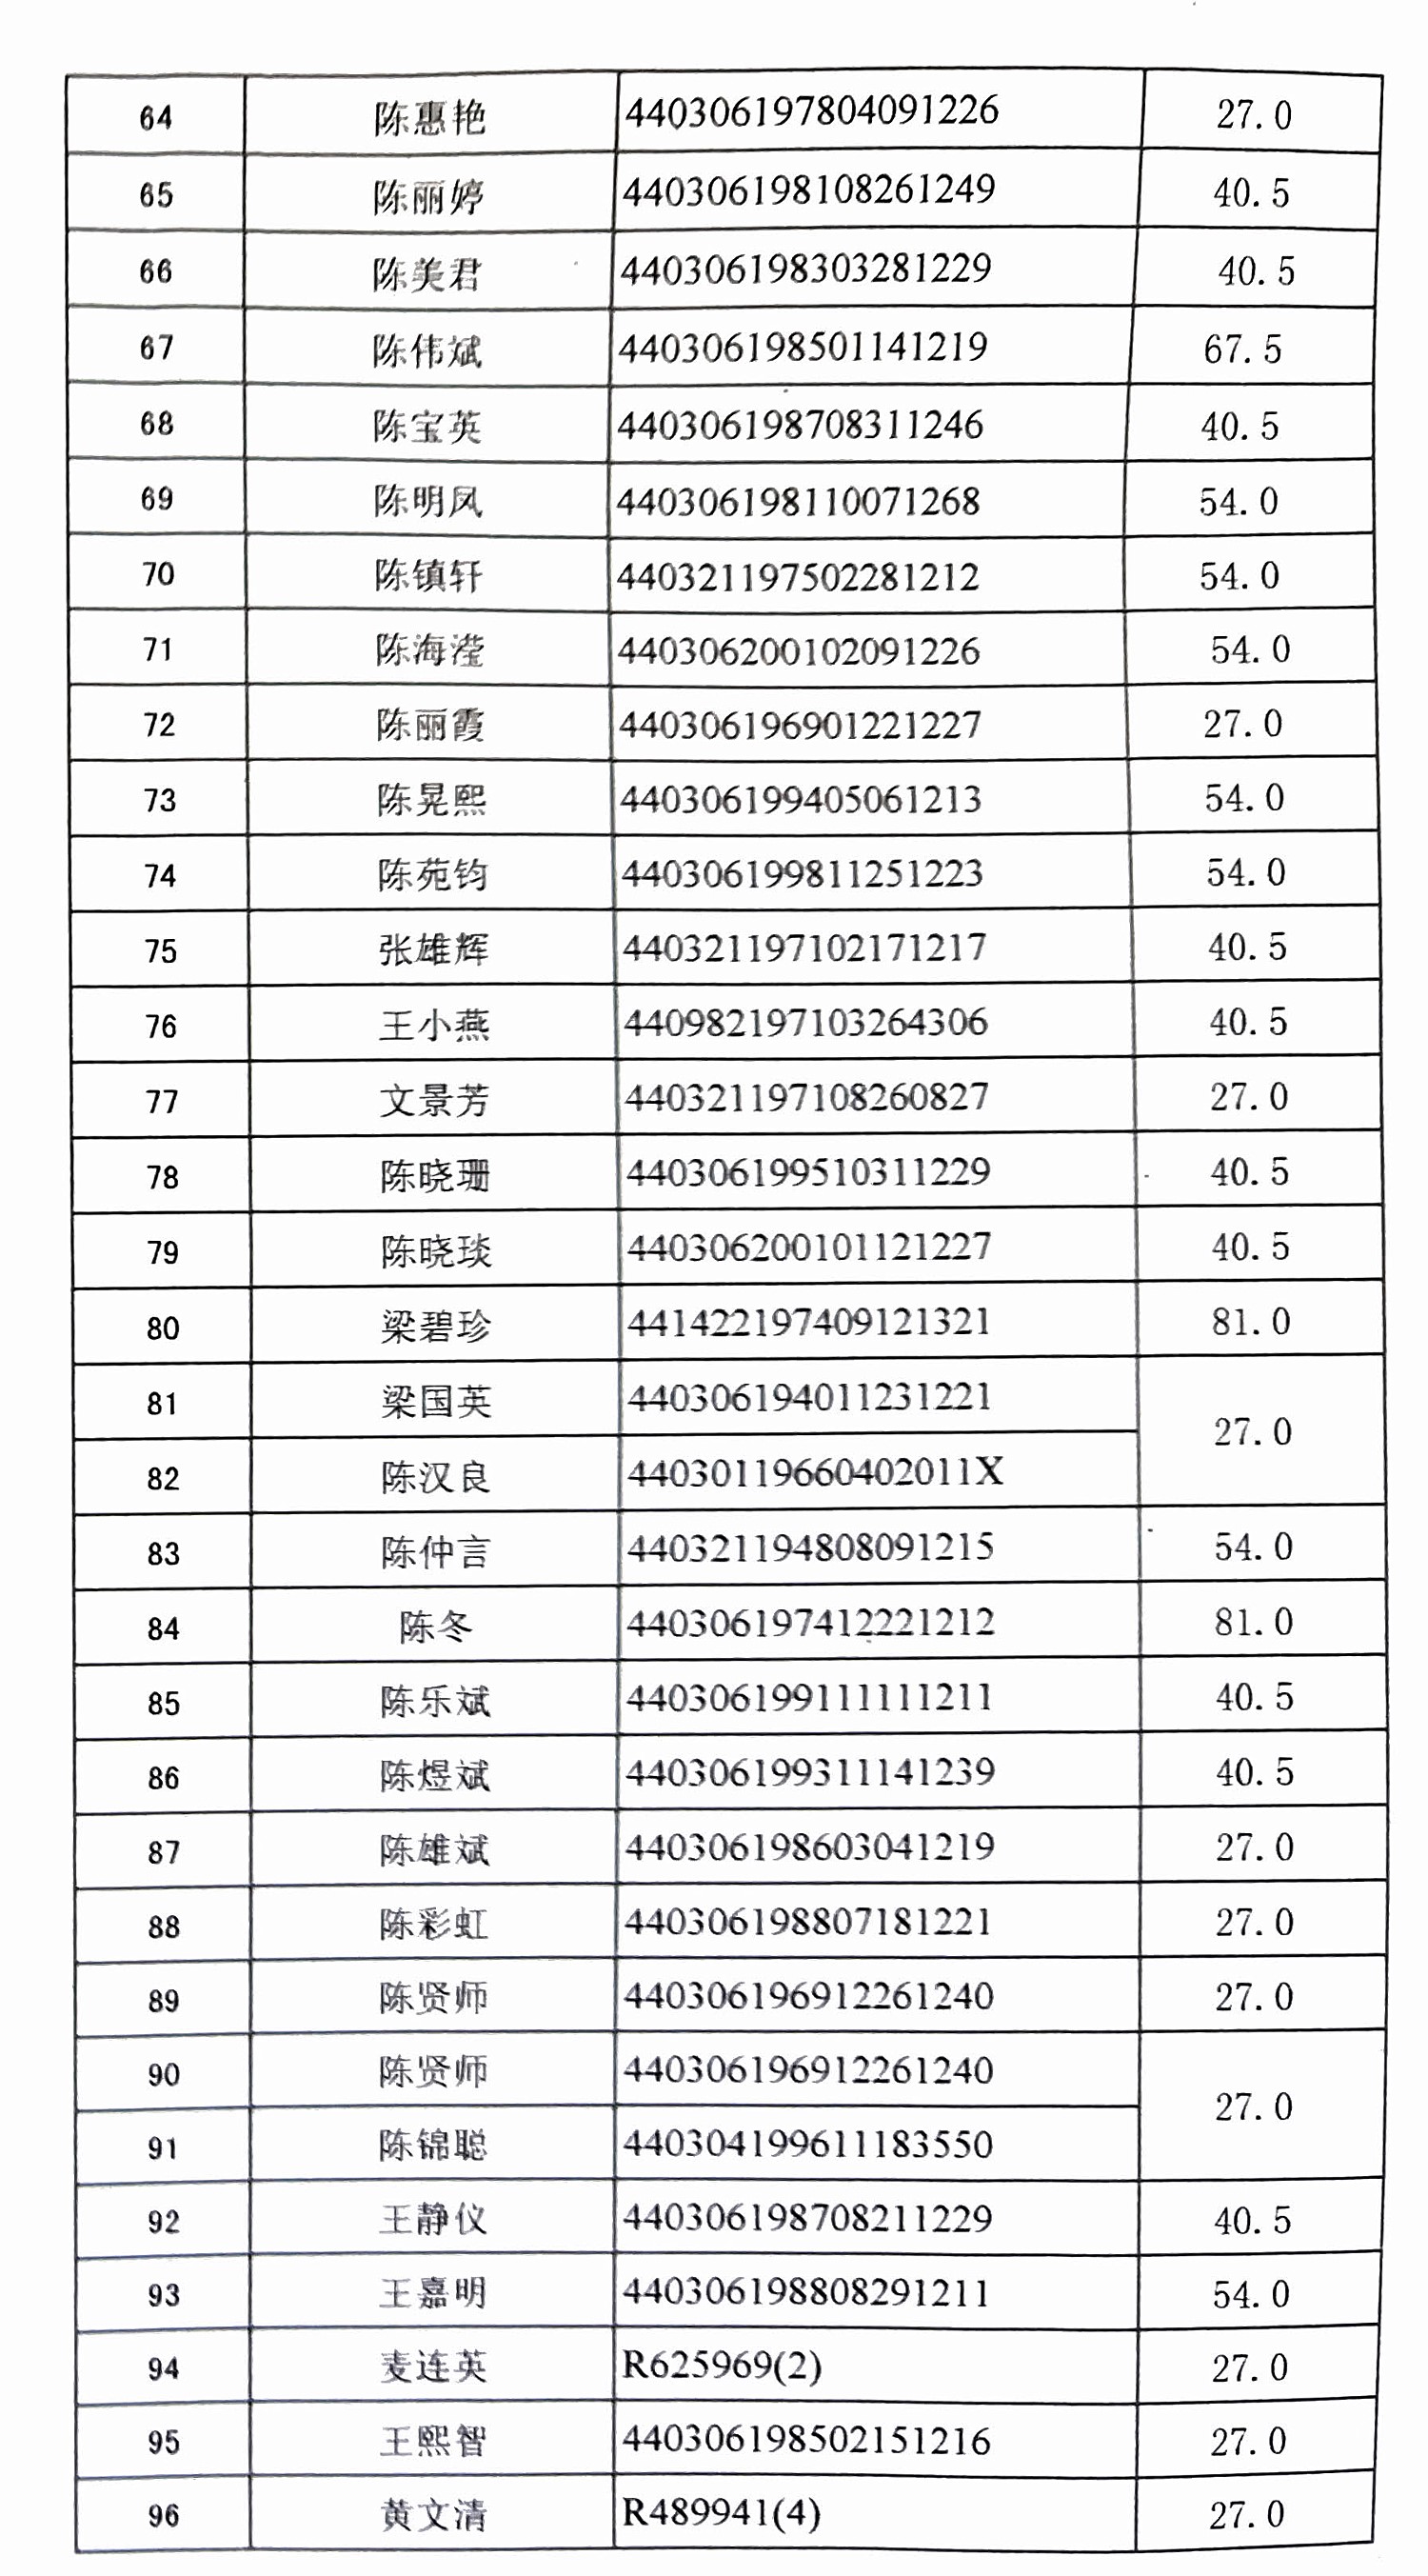 64 陈惠艳 440306197804091226 27.0
65 陈丽婷 440306198108261249 40.5
66 陈美君 440306198303281229 40.5
67 陈伟斌 440306198501141219 67.5
68 陈宝英 440306198708311246 40.5
69 陈明凤 440306198110071268 54.0
70 陈镇轩 440321197502281212 54.0
71 陈海滢 440306200102091226 54.0
72 陈丽霞 440306196901221227 27.0
73 陈晃熙 440306199405061213 54.0
74 陈苑钧 440306199811251223 54.0
75 张雄辉 440321197102171217 40.5
76 王小燕 440982197103264306 40.5
77 文景芳 440321197108260827 27.0
78 陈晓珊 440306199510311229 40.5
79 陈晓琰 440306200101121227 40.5
80 梁碧珍 441422197409121321 81.0
81 梁国英 440306194011231221 27.0
82 陈汉良 44030119660402011X
83 陈仲言 440321194808091215 54.0
84 陈冬 440306197412221212 81.0
85 陈乐斌 440306199111111211 40.5
86 陈煜斌 440306199311141239 40.5
87 陈雄斌 440306198603041219 27.0
88 陈彩虹 440306198807181221 27.0
89 陈贤师 440306196912261240 27.0
90 陈贤师 440306196912261240 27.0
91 陈锦聪 440304199611183550
92 王静仪 440306198708211229 40.5
93 王嘉明 440306198808291211 54.0
94 麦连英 R625969(2) 27.0
95 王熙智 440306198502151216 27.0
96 黄文清 R489941(4) 27.0